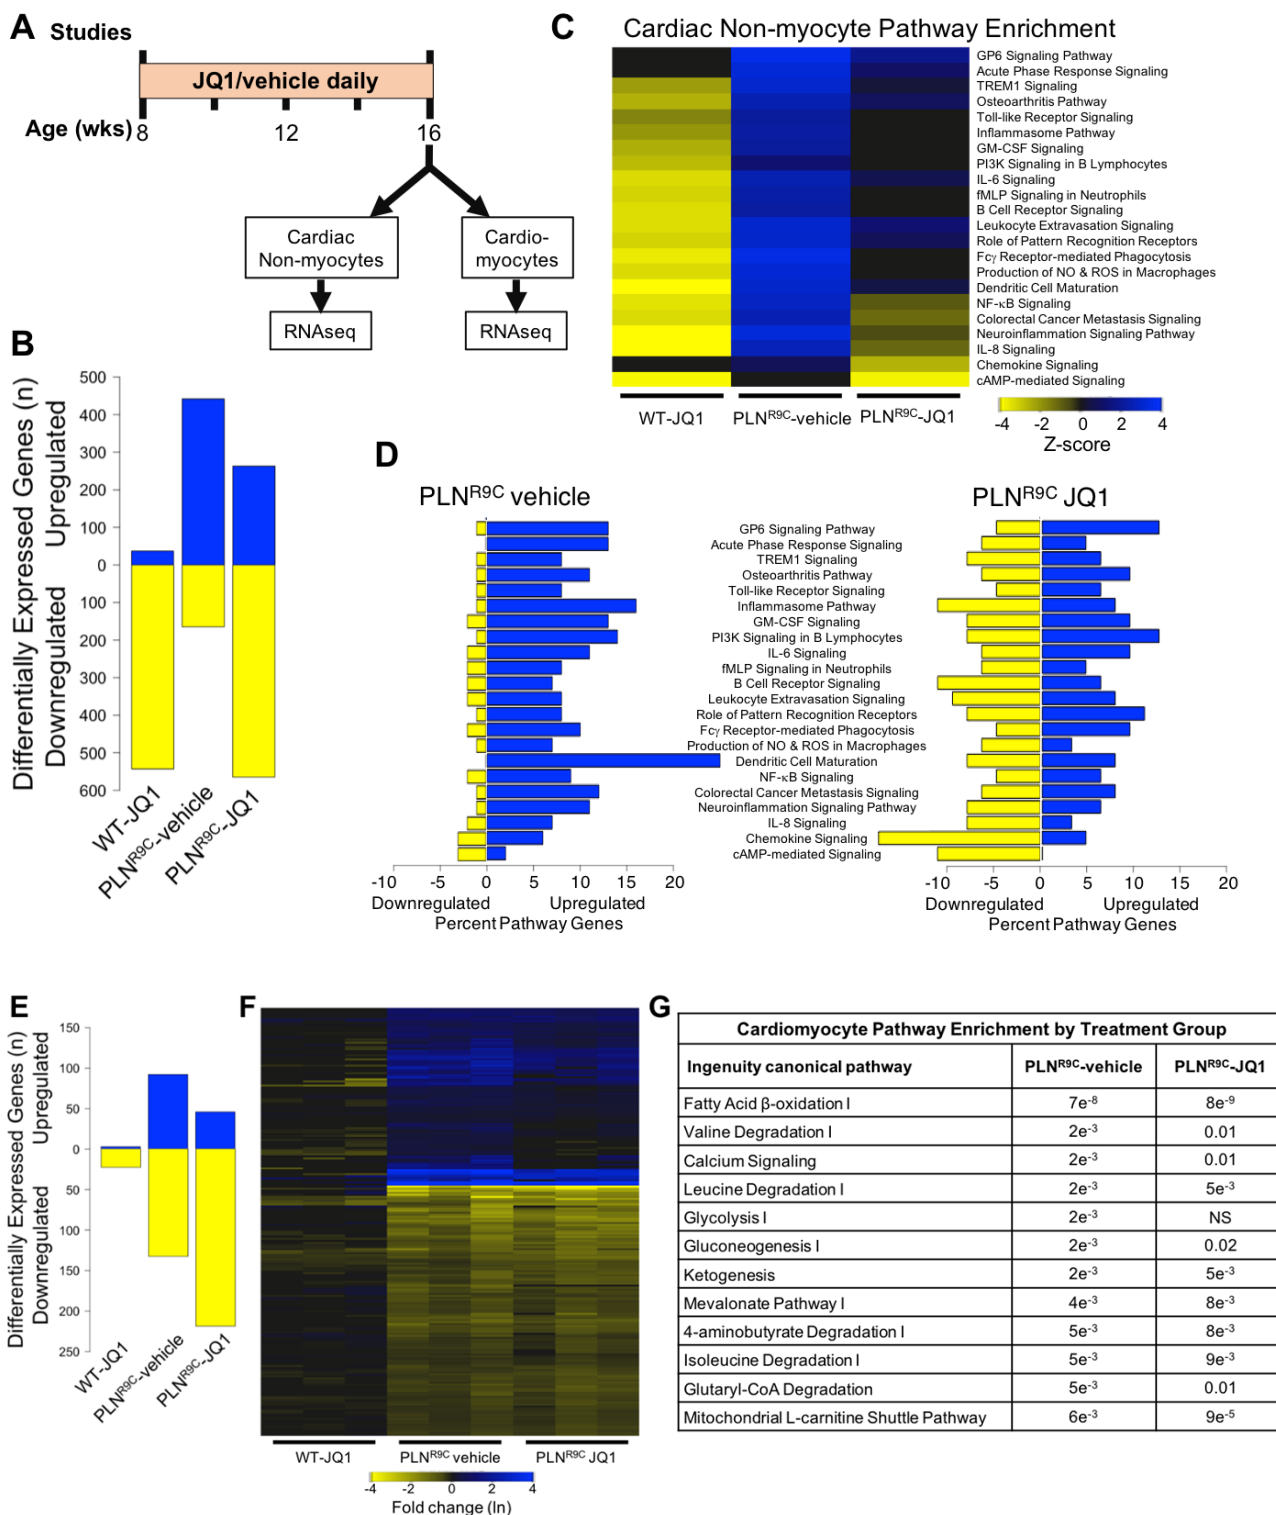 A Studies
JQ1/vehicle daily
Age (wks) 8 12 16
Cardiac
Non-myocytes
Cardio-
myocytes
RNAseq
RNAseq
B
Differentially Expressed Genes (n)
Downregulated Upregulated
500
400
300
200
100
0
100
200
300
400
500
600
WT-JQ1
PLNR9C-vehicle
PLNR9C-JQ1
C Cardiac Non-myocyte Pathway Enrichment
GP6 Signaling Pathway
Acute Phase Response Signaling
TREM1 Signaling
Osteoarthritis Pathway
Toll-like Receptor Signaling
Inflammasome Pathway
GM-CSF Signaling
PI3K Signaling in B Lymphocytes
IL-6 Signaling
fMLP Signaling in Neutrophils
B Cell Receptor Signaling
Leukocyte Extravasation Signaling
Role of Pattern Recognition Receptors
Fcγ Receptor-mediated Phagocytosis
Production of NO & ROS in Macrophages
Dendritic Cell Maturation
NF-κB Signaling
Colorectal Cancer Metastasis Signaling
Neuroinflammation Signaling Pathway
IL-8 Signaling
Chemokine Signaling
cAMP-mediated Signaling
WT-JQ1 PLNR9C-vehicle PLNR9C-JQ1
-4 -2 0 2 4
Z-score
D
PLNR9C vehicle
PLNR9C JQ1
GP6 Signaling Pathway
Acute Phase Response Signaling
TREM1 Signaling
Osteoarthritis Pathway
Toll-like Receptor Signaling
Inflammasome Pathway
GM-CSF Signaling
PI3K Signaling in B Lymphocytes
IL-6 Signaling
fMLP Signaling in Neutrophils
B Cell Receptor Signaling
Leukocyte Extravasation Signaling
Role of Pattern Recognition Receptors
Fcγ Receptor-mediated Phagocytosis
Production of NO & ROS in Macrophages
Dendritic Cell Maturation
NF-κB Signaling
Colorectal Cancer Metastasis Signaling
Neuroinflammation Signaling Pathway
IL-8 Signaling
Chemokine Signaling
cAMP-mediated Signaling
-10 -5 0 5 10 15 20
Downregulated Upregulated
Percent Pathway Genes
-10 -5 0 5 10 15 20
Downregulated Upregulated
Percent Pathway Genes
E
Differentially Expressed Genes (n)
Downregulated Upregulated
150
100
50
0
50
100
150
200
250
WT-JQ1
PLNR9C-vehicle
PLNR9C-JQ1
F
WT-JQ1 PLNR9C vehicle PLNR9C JQ1
-4 -2 0 2 4
Fold change (ln)
G
Cardiomyocyte Pathway Enrichment by Treatment Group
Ingenuity canonical pathway PLNR9C-vehicle PLNR9C-JQ1
Fatty Acid β-oxidation I 7e-8 8e-9
Valine Degradation I 2e-3 0.01
Calcium Signaling 2e-3 0.01
Leucine Degradation I 2e-3 5e-3
Glycolysis I 2e-3 NS
Gluconeogenesis I 2e-3 0.02
Ketogenesis 2e-3 5e-3
Mevalonate Pathway I 4e-3 8e-3
4-aminobutyrate Degradation I 5e-3 8e-3
Isoleucine Degradation I 5e-3 9e-3
Glutaryl-CoA Degradation 5e-3 0.01
Mitochondrial L-carnitine Shuttle Pathway 6e-3 9e-5